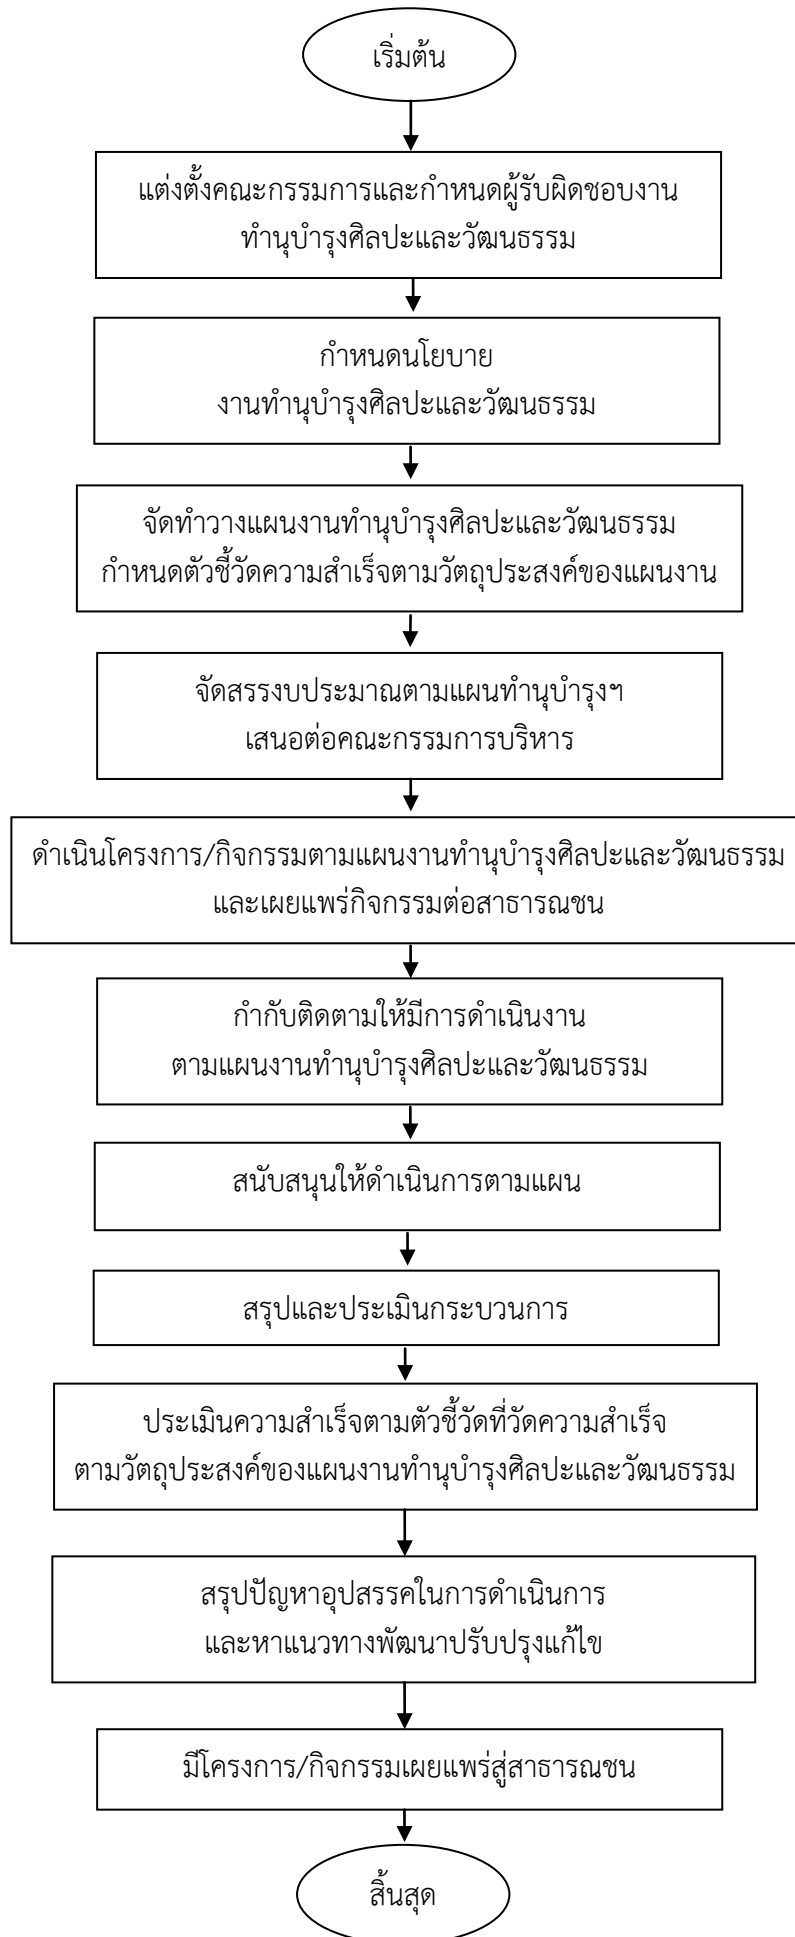 เริ่มต้น
แต่งตั้งคณะกรรมการและกำหนดผู้รับผิดชอบงาน
ทำนุบำรุงศิลปะและวัฒนธรรม
กำหนดนโยบาย
งานทำนุบำรุงศิลปะและวัฒนธรรม
จัดทำวางแผนงานทำนุบำรุงศิลปะและวัฒนธรรม
กำหนดตัวชี้วัดความสำเร็จตามวัตถุประสงค์ของแผนงาน
จัดสรรงบประมาณตามแผนทำนุบำรุงฯ
เสนอต่อคณะกรรมการบริหาร
ดำเนินโครงการ/กิจกรรมตามแผนงานทำนุบำรุงศิลปะและวัฒนธรรม
และเผยแพร่กิจกรรมต่อสาธารณชน
กำกับติดตามให้มีการดำเนินงาน
ตามแผนงานทำนุบำรุงศิลปะและวัฒนธรรม
สนับสนุนให้ดำเนินการตามแผน
สรุปและประเมินกระบวนการ
ประเมินความสำเร็จตามตัวชี้วัดที่วัดความสำเร็จ
ตามวัตถุประสงค์ของแผนงานทำนุบำรุงศิลปะและวัฒนธรรม
สรุปปัญหาอุปสรรคในการดำเนินการ
และหาแนวทางพัฒนาปรับปรุงแก้ไข
มีโครงการ/กิจกรรมเผยแพร่สู่สาธารณชน
สิ้นสุด